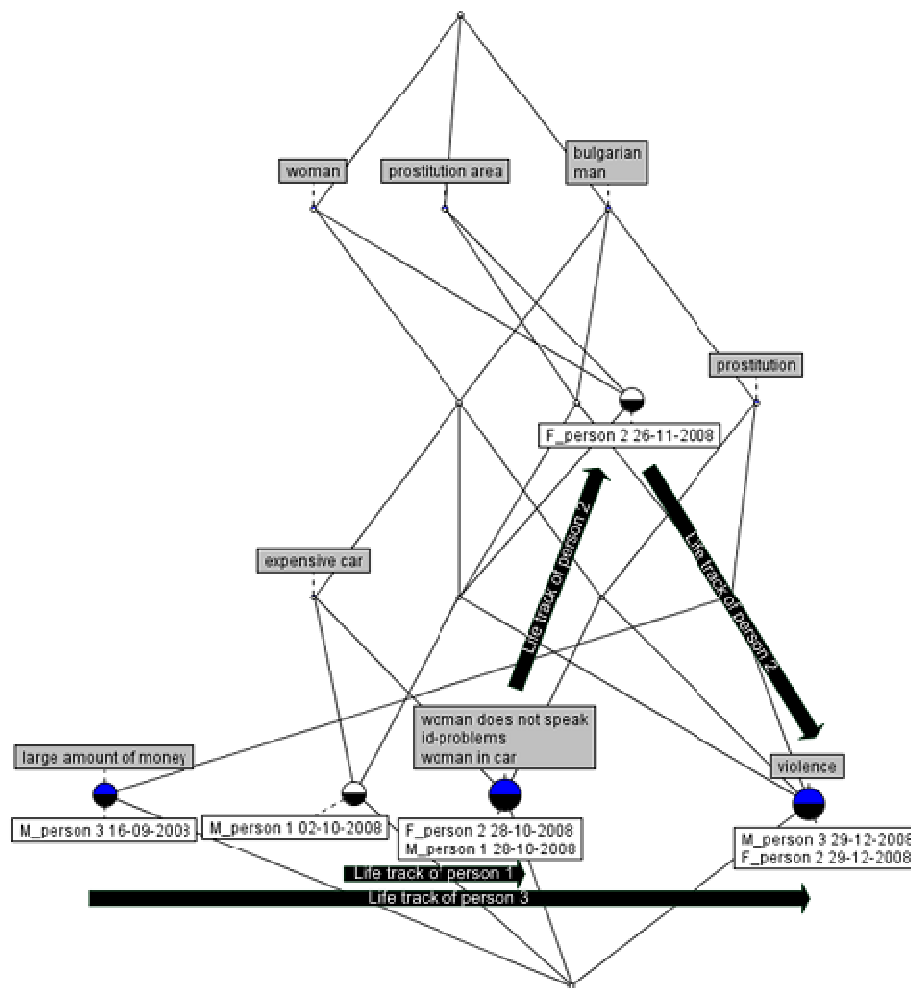 woman
prostitution area
bulgarian
man
prostitution
F_person 2 26-11-2008
expensive car
Life track of person 2
Life track of person 2
woman does not speak
id-problems
woman in car
large amount of money
violence
M_person 3 16-09-2008
M_person 1 02-10-2008
F_person 2 28-10-2008
M_person 1 28-10-2008
M_person 3 29-12-2008
F_person 2 29-12-2008
Life track of person 1
Life track of person 3